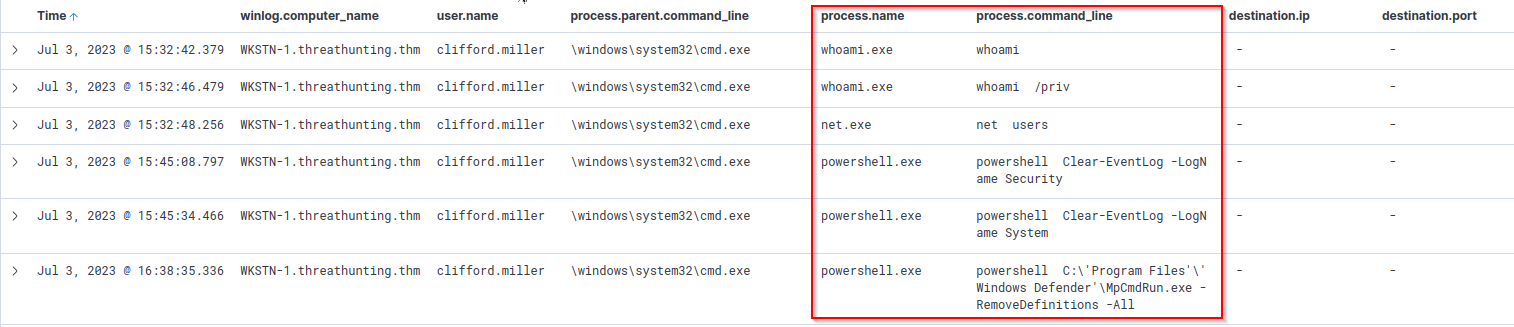 Time↑ winlog.computer_name user.name process.parent.command_line process.name process.command_line destination.ip destination.port
> Jul 3, 2023 @ 15:32:42.379 WKSTN-1.threathunting.thm clifford.miller \windows\system32\cmd.exe whoami.exe whoami - -
> Jul 3, 2023 @ 15:32:46.479 WKSTN-1.threathunting.thm clifford.miller \windows\system32\cmd.exe whoami.exe whoami  /priv - -
> Jul 3, 2023 @ 15:32:48.256 WKSTN-1.threathunting.thm clifford.miller \windows\system32\cmd.exe net.exe net  users - -
> Jul 3, 2023 @ 15:45:08.797 WKSTN-1.threathunting.thm clifford.miller \windows\system32\cmd.exe powershell.exe powershell  Clear-EventLog -LogN - -
ame Security
> Jul 3, 2023 @ 15:45:34.466 WKSTN-1.threathunting.thm clifford.miller \windows\system32\cmd.exe powershell.exe powershell  Clear-EventLog -LogN - -
ame System
> Jul 3, 2023 @ 16:38:35.336 WKSTN-1.threathunting.thm clifford.miller \windows\system32\cmd.exe powershell.exe powershell  C:\'Program Files'\' - -
Windows Defender'\MpCmdRun.exe -
RemoveDefinitions -All